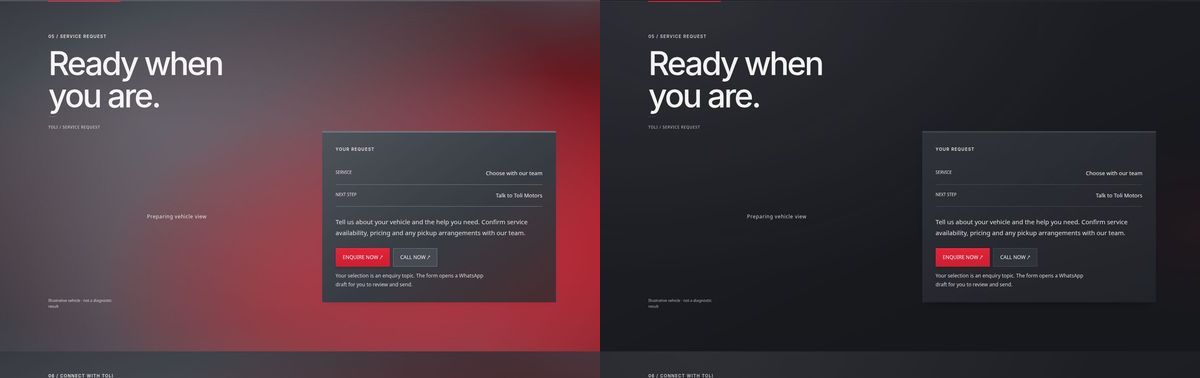 05 / SERVICE REQUEST
Ready when
you are.
TOLI / SERVICE REQUEST
YOUR REQUEST
SERVICE Choose with our team
NEXT STEP Talk to Toli Motors
Preparing vehicle view
Tell us about your vehicle and the help you need. Confirm service
availability, pricing and any pickup arrangements with our team.
ENQUIRE NOW ↗ CALL NOW ↗
Your selection is an enquiry topic. The form opens a WhatsApp
draft for you to review and send.
Illustrative vehicle · not a diagnostic
result
06 / CONNECT WITH TOLI
05 / SERVICE REQUEST
Ready when
you are.
TOLI / SERVICE REQUEST
YOUR REQUEST
SERVICE Choose with our team
NEXT STEP Talk to Toli Motors
Preparing vehicle view
Tell us about your vehicle and the help you need. Confirm service
availability, pricing and any pickup arrangements with our team.
ENQUIRE NOW ↗ CALL NOW ↗
Your selection is an enquiry topic. The form opens a WhatsApp
draft for you to review and send.
Illustrative vehicle · not a diagnostic
result
06 / CONNECT WITH TOLI